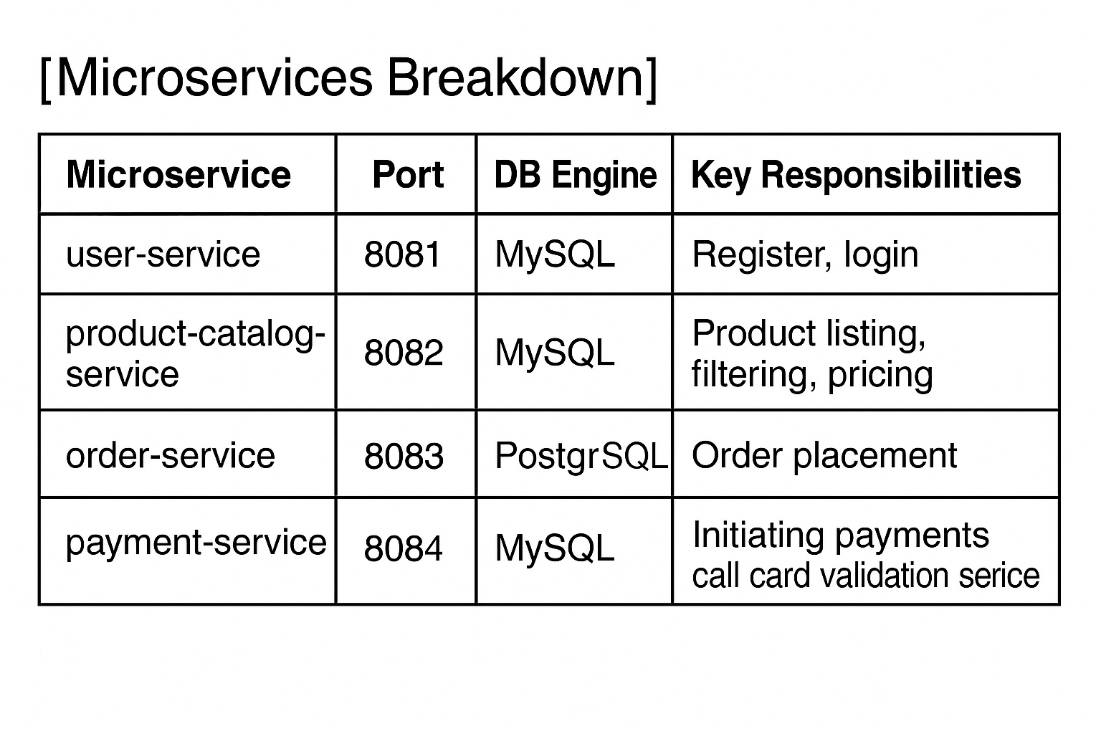 [Microservices Breakdown]
Microservice Port DB Engine Key Responsibilities
user-service 8081 MySQL Register, login
product-catalog-
service 8082 MySQL Product listing,
filtering, pricing
order-service 8083 PostgrSQL Order placement
payment-service 8084 MySQL Initiating payments
call card validation serice